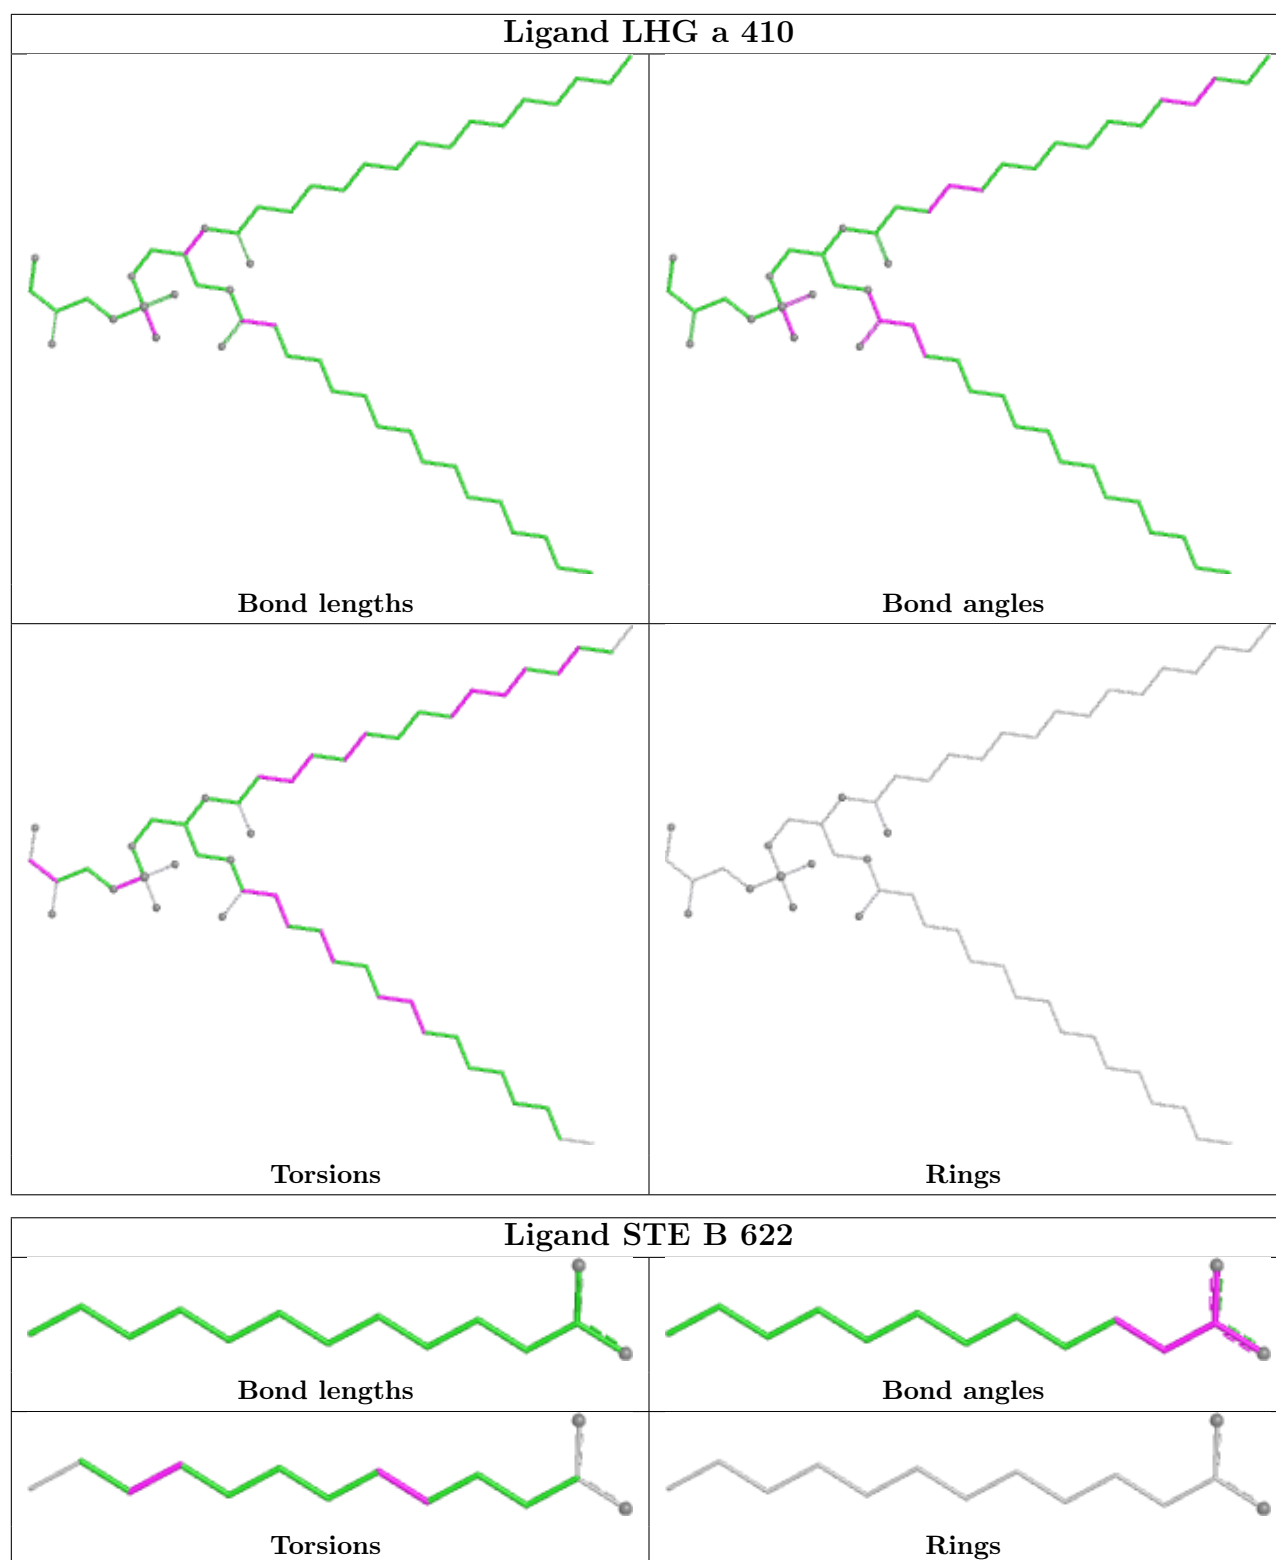 Ligand LHG a 410
Bond lengths
Bond angles
Torsions
Rings
Ligand STE B 622
Bond lengths
Bond angles
Torsions
Rings